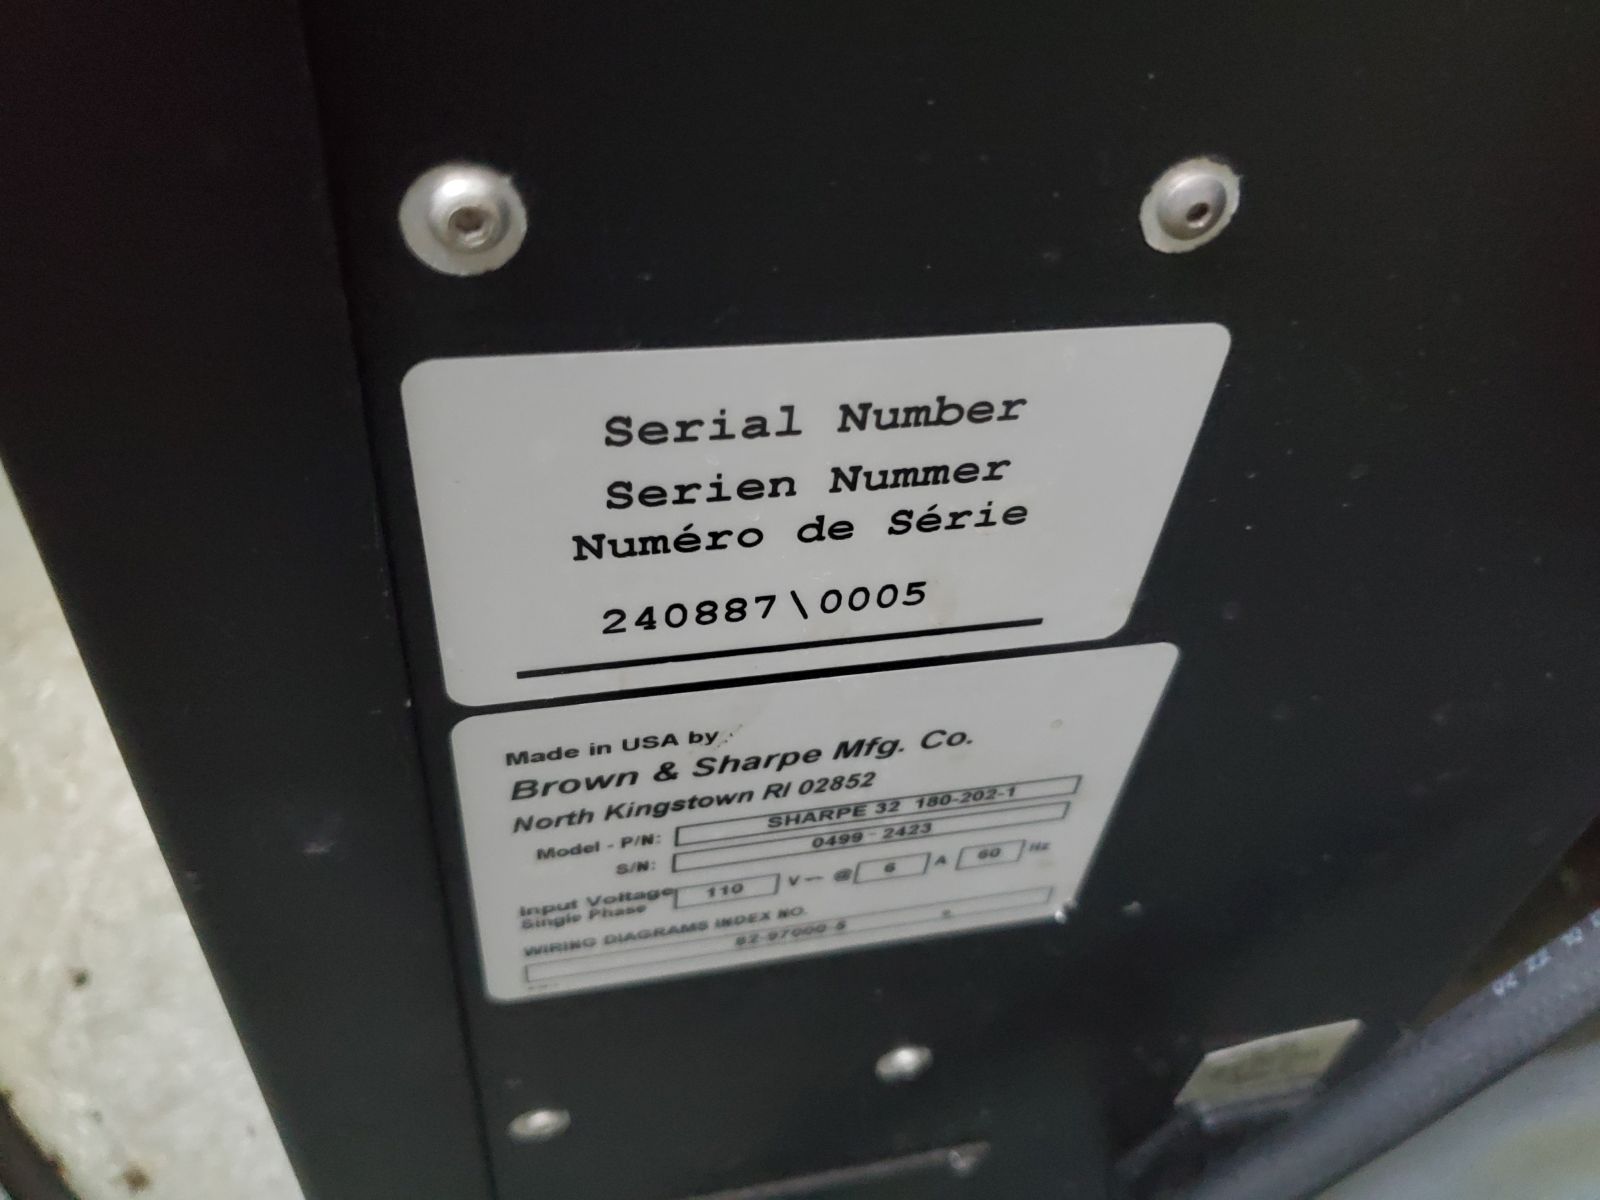 Serial Number
Serien Nummer
Numéro de Série
240887\0005
Made in USA by
Brown & Sharpe Mfg. Co.
North Kingstown RI 02852
Model - P/N: SHARPE 32 180-202-1
S/N: 0499 - 2423
Input Voltage 110 V @ 6 A 60 Hz
Single Phase
WIRING DIAGRAMS INDEX NO.